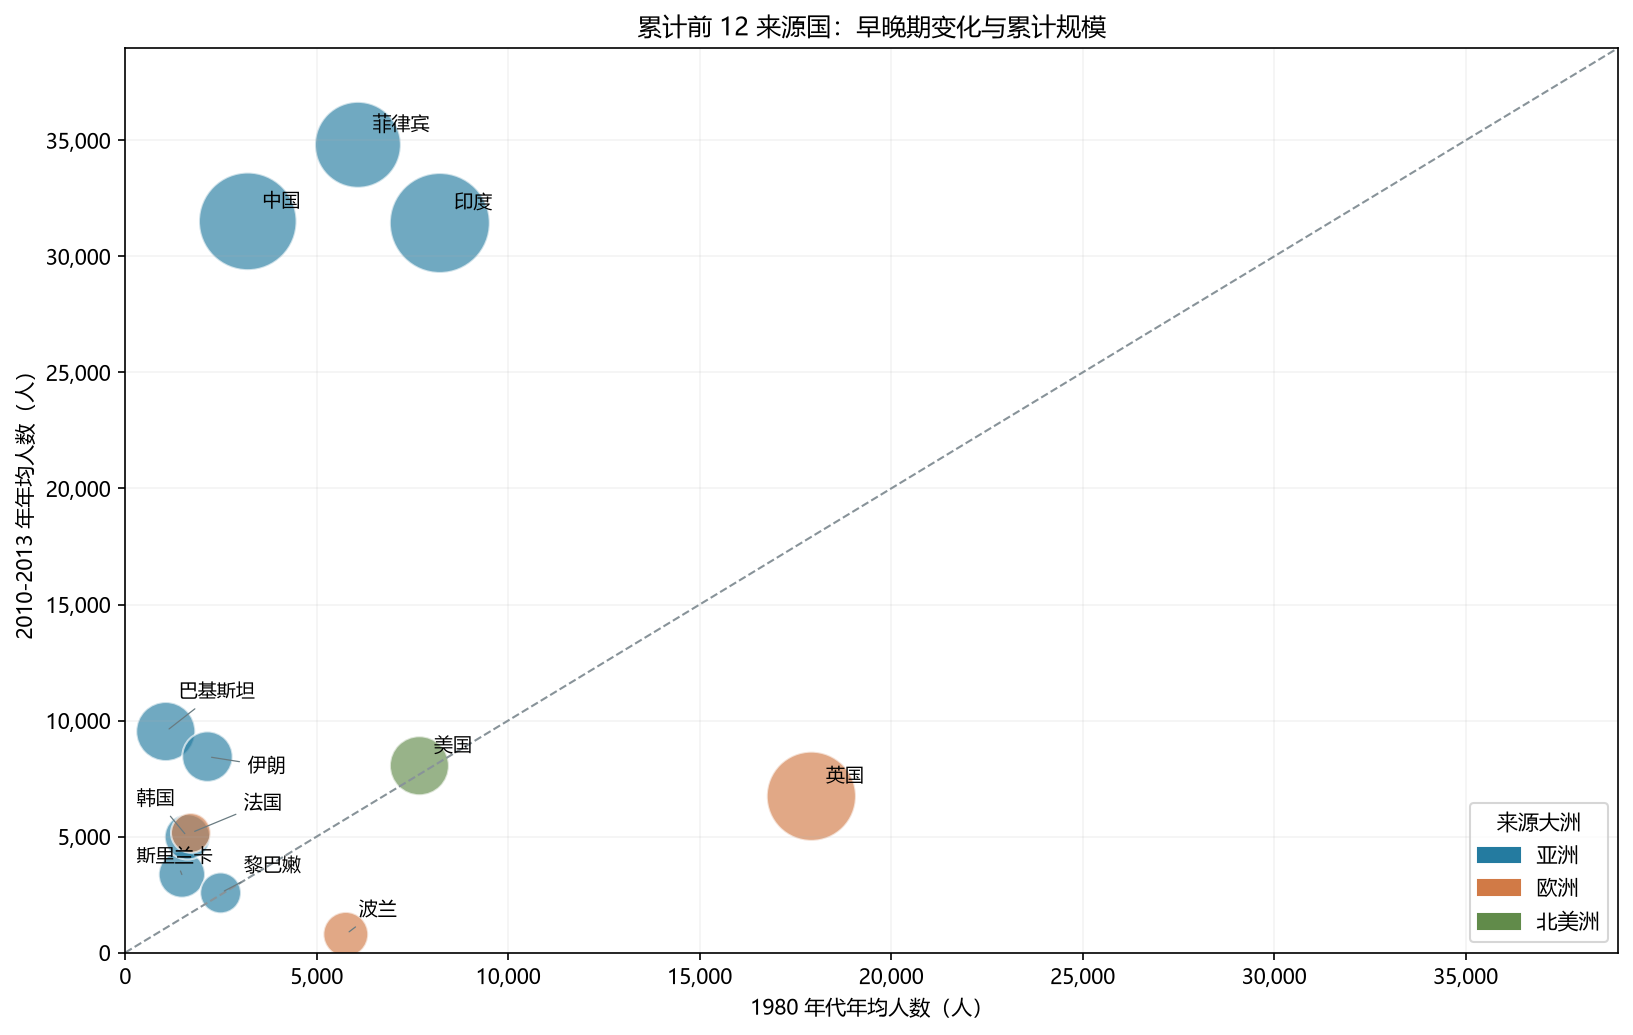 累计前 12 来源国：早晚期变化与累计规模
2010-2013 年年均人数（人）
35,000
30,000
25,000
20,000
15,000
10,000
5,000
0
菲律宾
中国
印度
巴基斯坦
伊朗
美国
英国
韩国
法国
斯里兰卡
黎巴嫩
波兰
来源大洲
亚洲
欧洲
北美洲
0
5,000
10,000
15,000
20,000
25,000
30,000
35,000
1980 年代年均人数（人）